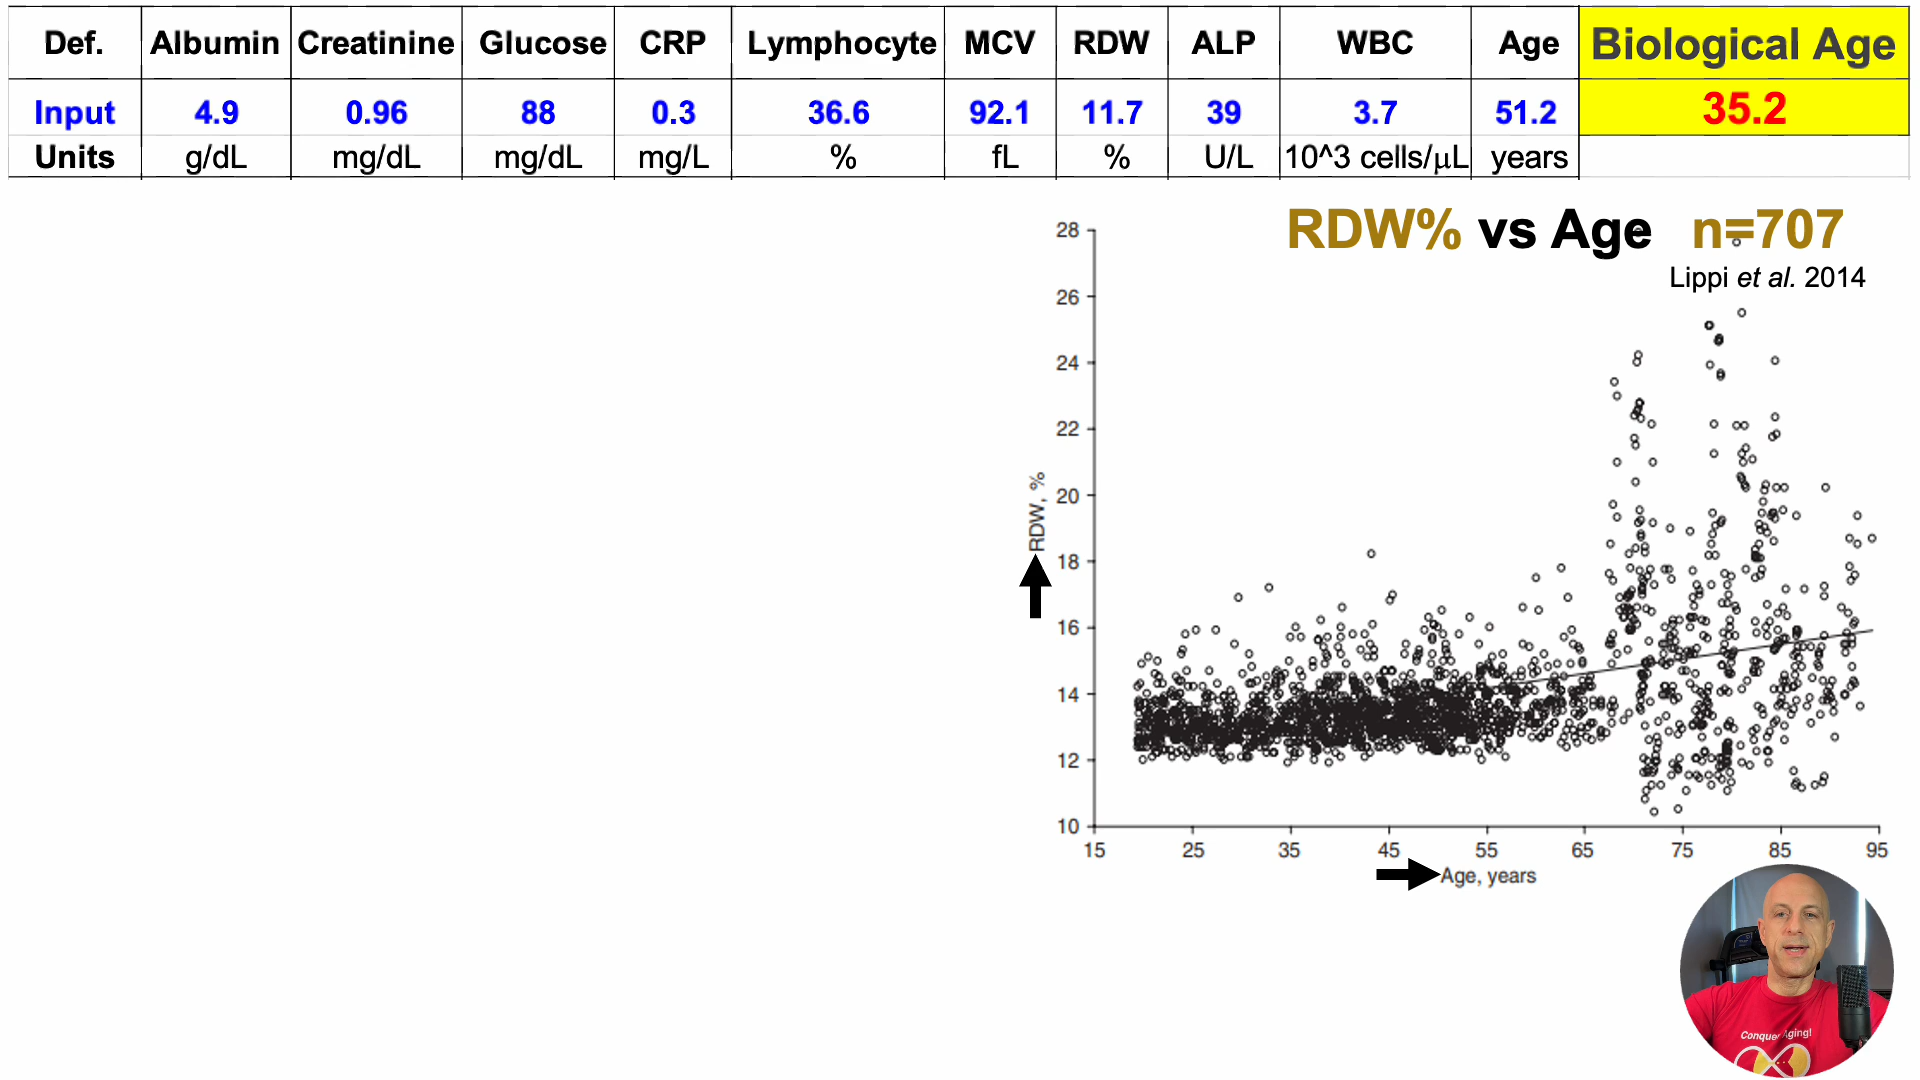 Def. Albumin Creatinine Glucose CRP Lymphocyte MCV RDW ALP WBC Age Biological Age
Input 4.9 0.96 88 0.3 36.6 92.1 11.7 39 3.7 51.2 35.2
Units g/dL mg/dL mg/dL mg/L % fL % U/L 10^3 cells/μL years
RDW% vs Age n=707
Lippi et al. 2014
28
26
24
22
20
18
16
14
12
10
RDW, %
15 25 35 45 55 65 75 85 95
Age, years
Conquer Aging!